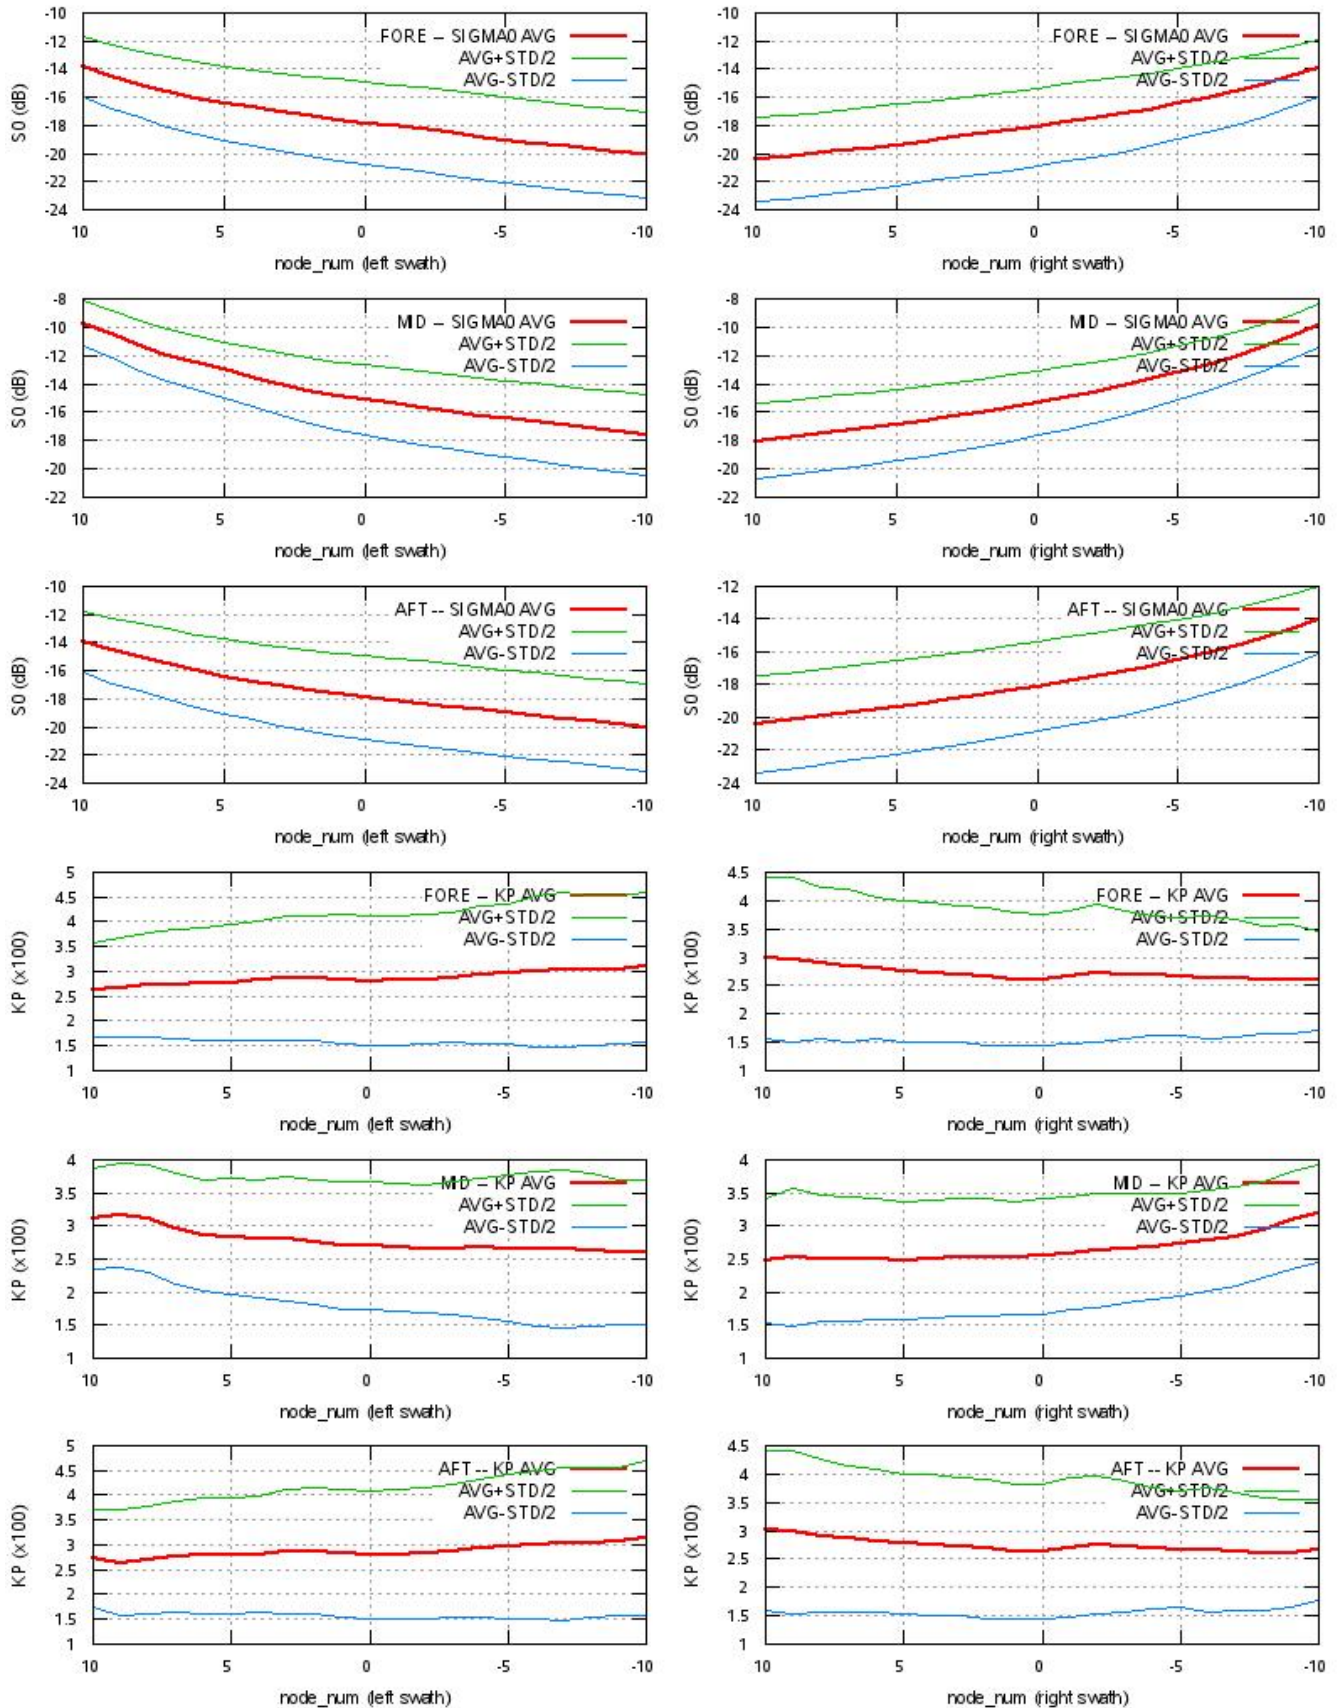 -10
-12
-14
-16
-18
-20
-22
-24
S0 (dB)
FORE – SIGMA0 AVG
AVG+STD/2
AVG-STD/2
10 5 0 -5 -10
node_num (left swath)
-10
-12
-14
-16
-18
-20
-22
-24
S0 (dB)
FORE – SIGMA0 AVG
AVG+STD/2
AVG-STD/2
10 5 0 -5 -10
node_num (right swath)
-8
-10
-12
-14
-16
-18
-20
-22
S0 (dB)
MID – SIGMA0 AVG
AVG+STD/2
AVG-STD/2
10 5 0 -5 -10
node_num (left swath)
-8
-10
-12
-14
-16
-18
-20
-22
S0 (dB)
MID – SIGMA0 AVG
AVG+STD/2
AVG-STD/2
10 5 0 -5 -10
node_num (right swath)
-10
-12
-14
-16
-18
-20
-22
-24
S0 (dB)
AFT -- SIGMA0 AVG
AVG+STD/2
AVG-STD/2
10 5 0 -5 -10
node_num (left swath)
-12
-14
-16
-18
-20
-22
-24
S0 (dB)
AFT -- SIGMA0 AVG
AVG+STD/2
AVG-STD/2
10 5 0 -5 -10
node_num (right swath)
5
4.5
4
3.5
3
2.5
2
1.5
1
KP (x100)
FORE – KP AVG
AVG+STD/2
AVG-STD/2
10 5 0 -5 -10
node_num (left swath)
4.5
4
3.5
3
2.5
2
1.5
1
KP (x100)
FORE – KP AVG
AVG+STD/2
AVG-STD/2
10 5 0 -5 -10
node_num (right swath)
4
3.5
3
2.5
2
1.5
1
KP (x100)
MID – KP AVG
AVG+STD/2
AVG-STD/2
10 5 0 -5 -10
node_num (left swath)
4
3.5
3
2.5
2
1.5
1
KP (x100)
MID – KP AVG
AVG+STD/2
AVG-STD/2
10 5 0 -5 -10
node_num (right swath)
5
4.5
4
3.5
3
2.5
2
1.5
1
KP (x100)
AFT -- KP AVG
AVG+STD/2
AVG-STD/2
10 5 0 -5 -10
node_num (left swath)
4.5
4
3.5
3
2.5
2
1.5
1
KP (x100)
AFT -- KP AVG
AVG+STD/2
AVG-STD/2
10 5 0 -5 -10
node_num (right swath)